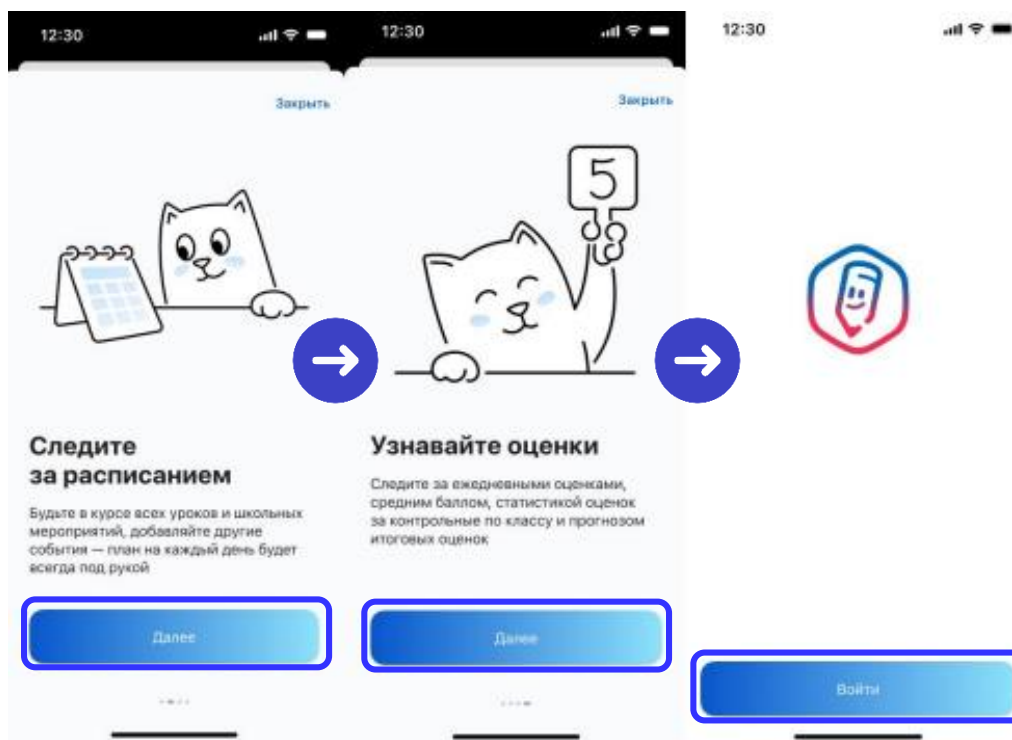 12:30
Закрыть
Следите
за расписанием
Будьте в курсе всех уроков и школьных
мероприятий, добавляйте другие
события — план на каждый день будет
всегда под рукой
Далее
12:30
Закрыть
5
Узнавайте оценки
Следите за ежедневными оценками,
средним баллом, статистикой оценок
за контрольные по классу и прогнозом
итоговых оценок
Далее
12:30
Войти